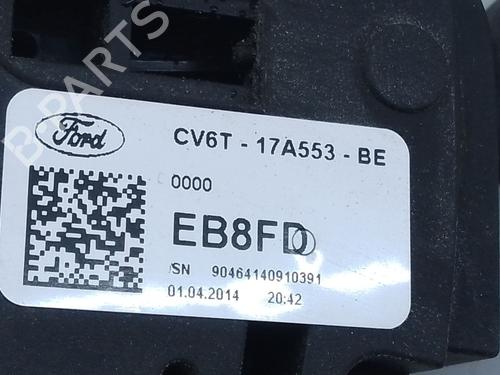 B-PARTS
Ford
CV6T - 17A553 - BE
0000
EB8FD
SN 90464140910391
01.04.2014 20:42